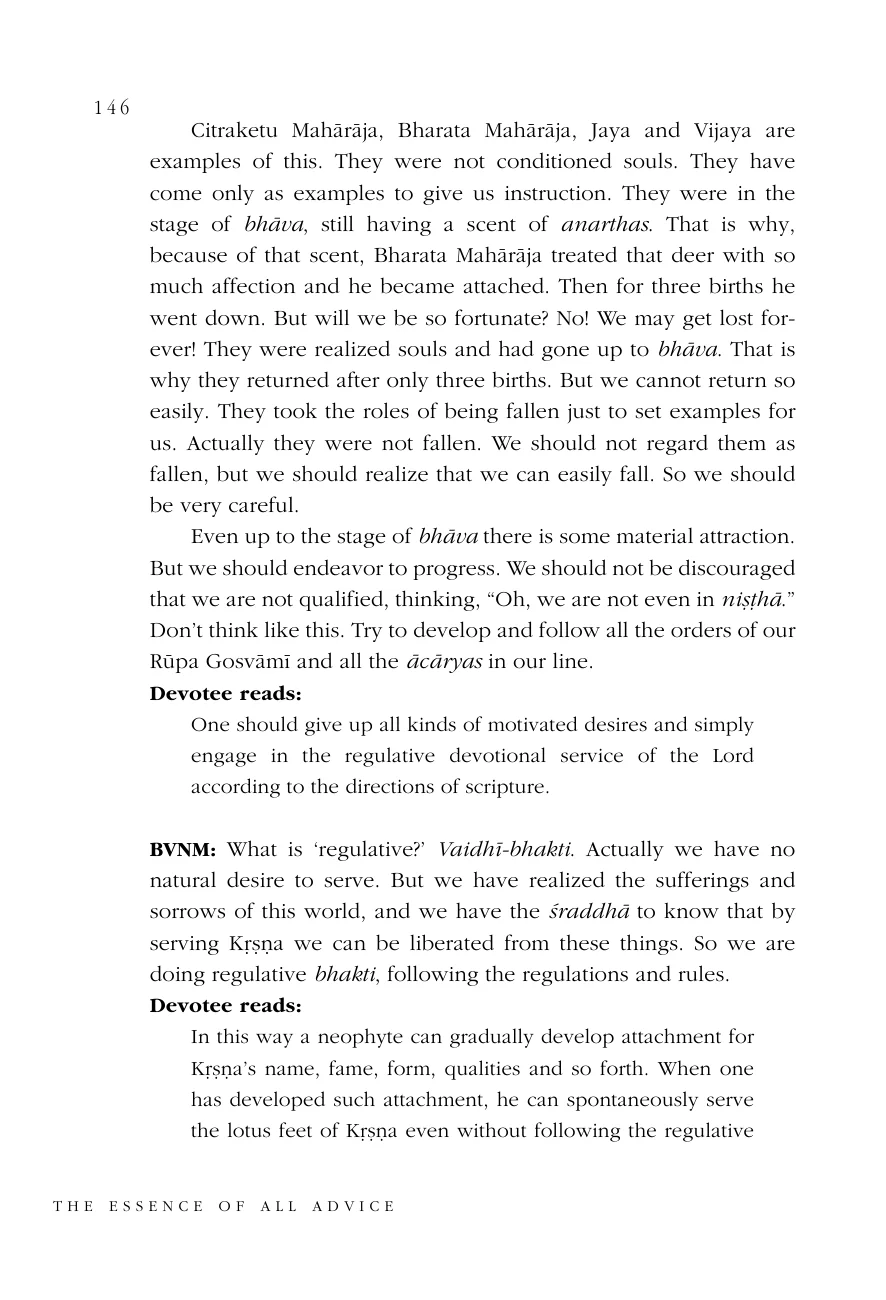 146
Citraketu Mahārāja, Bharata Mahārāja, Jaya and Vijaya are
examples of this. They were not conditioned souls. They have
come only as examples to give us instruction. They were in the
stage of bhāva, still having a scent of anarthas. That is why,
because of that scent, Bharata Mahārāja treated that deer with so
much affection and he became attached. Then for three births he
went down. But will we be so fortunate? No! We may get lost for-
ever! They were realized souls and had gone up to bhāva. That is
why they returned after only three births. But we cannot return so
easily. They took the roles of being fallen just to set examples for
us. Actually they were not fallen. We should not regard them as
fallen, but we should realize that we can easily fall. So we should
be very careful.
Even up to the stage of bhāva there is some material attraction.
But we should endeavor to progress. We should not be discouraged
that we are not qualified, thinking, “Oh, we are not even in niṣṭhā.”
Don’t think like this. Try to develop and follow all the orders of our
Rūpa Gosvāmī and all the ācāryas in our line.
Devotee reads:
One should give up all kinds of motivated desires and simply
engage in the regulative devotional service of the Lord
according to the directions of scripture.
BVNM: What is ‘regulative?’ Vaidhī-bhakti. Actually we have no
natural desire to serve. But we have realized the sufferings and
sorrows of this world, and we have the śraddhā to know that by
serving Kṛṣṇa we can be liberated from these things. So we are
doing regulative bhakti, following the regulations and rules.
Devotee reads:
In this way a neophyte can gradually develop attachment for
Kṛṣṇa’s name, fame, form, qualities and so forth. When one
has developed such attachment, he can spontaneously serve
the lotus feet of Kṛṣṇa even without following the regulative
THE ESSENCE OF ALL ADVICE